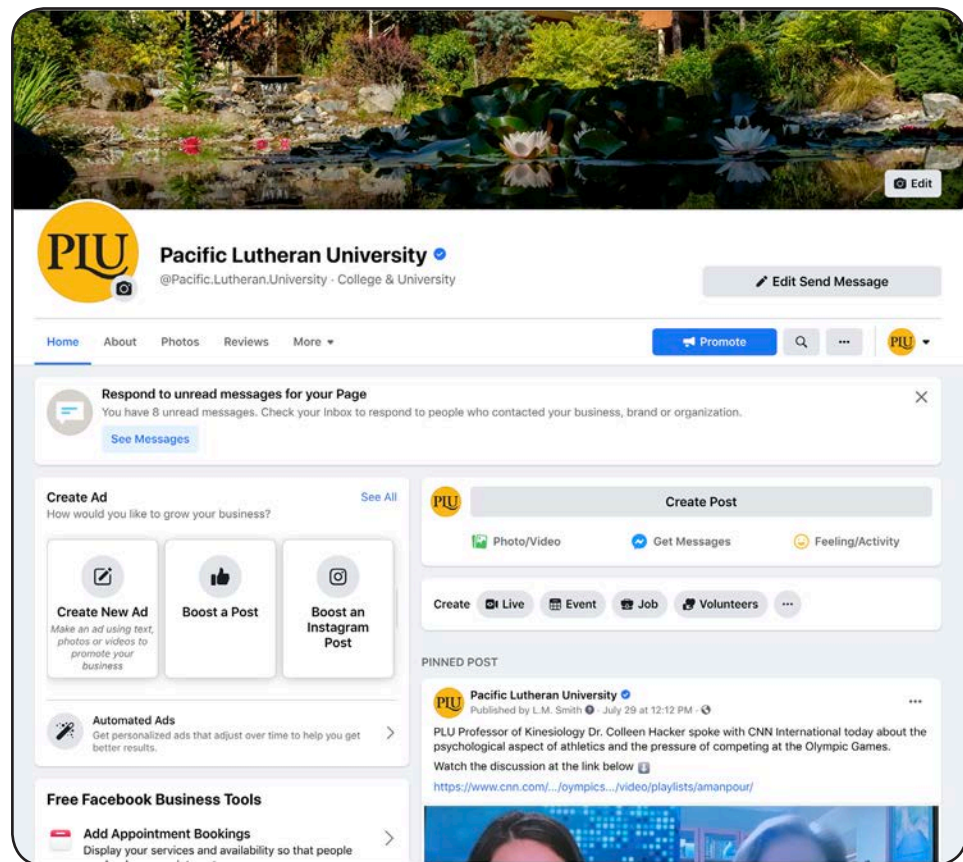 Edit
PLU
Pacific Lutheran University
@Pacific.Lutheran.University · College & University
Edit Send Message
Home About Photos Reviews More
Promote
PLU
Respond to unread messages for your Page
You have 8 unread messages. Check your Inbox to respond to people who contacted your business, brand or organization.
See Messages
Create Ad See All
How would you like to grow your business?
Create New Ad
Make an ad using text,
photos or videos to
promote your
business
Boost a Post
Boost an
Instagram
Post
Automated Ads
Get personalized ads that adjust over time to help you get
better results.
Free Facebook Business Tools
Add Appointment Bookings
Display your services and availability so that people
PLU
Create Post
Photo/Video Get Messages Feeling/Activity
Create Live Event Job Volunteers
PINNED POST
PLU
Pacific Lutheran University
Published by L.M. Smith · July 29 at 12:12 PM ·
PLU Professor of Kinesiology Dr. Colleen Hacker spoke with CNN International today about the
psychological aspect of athletics and the pressure of competing at the Olympic Games.
Watch the discussion at the link below
https://www.cnn.com/.../oympics.../video/playlists/amanpour/